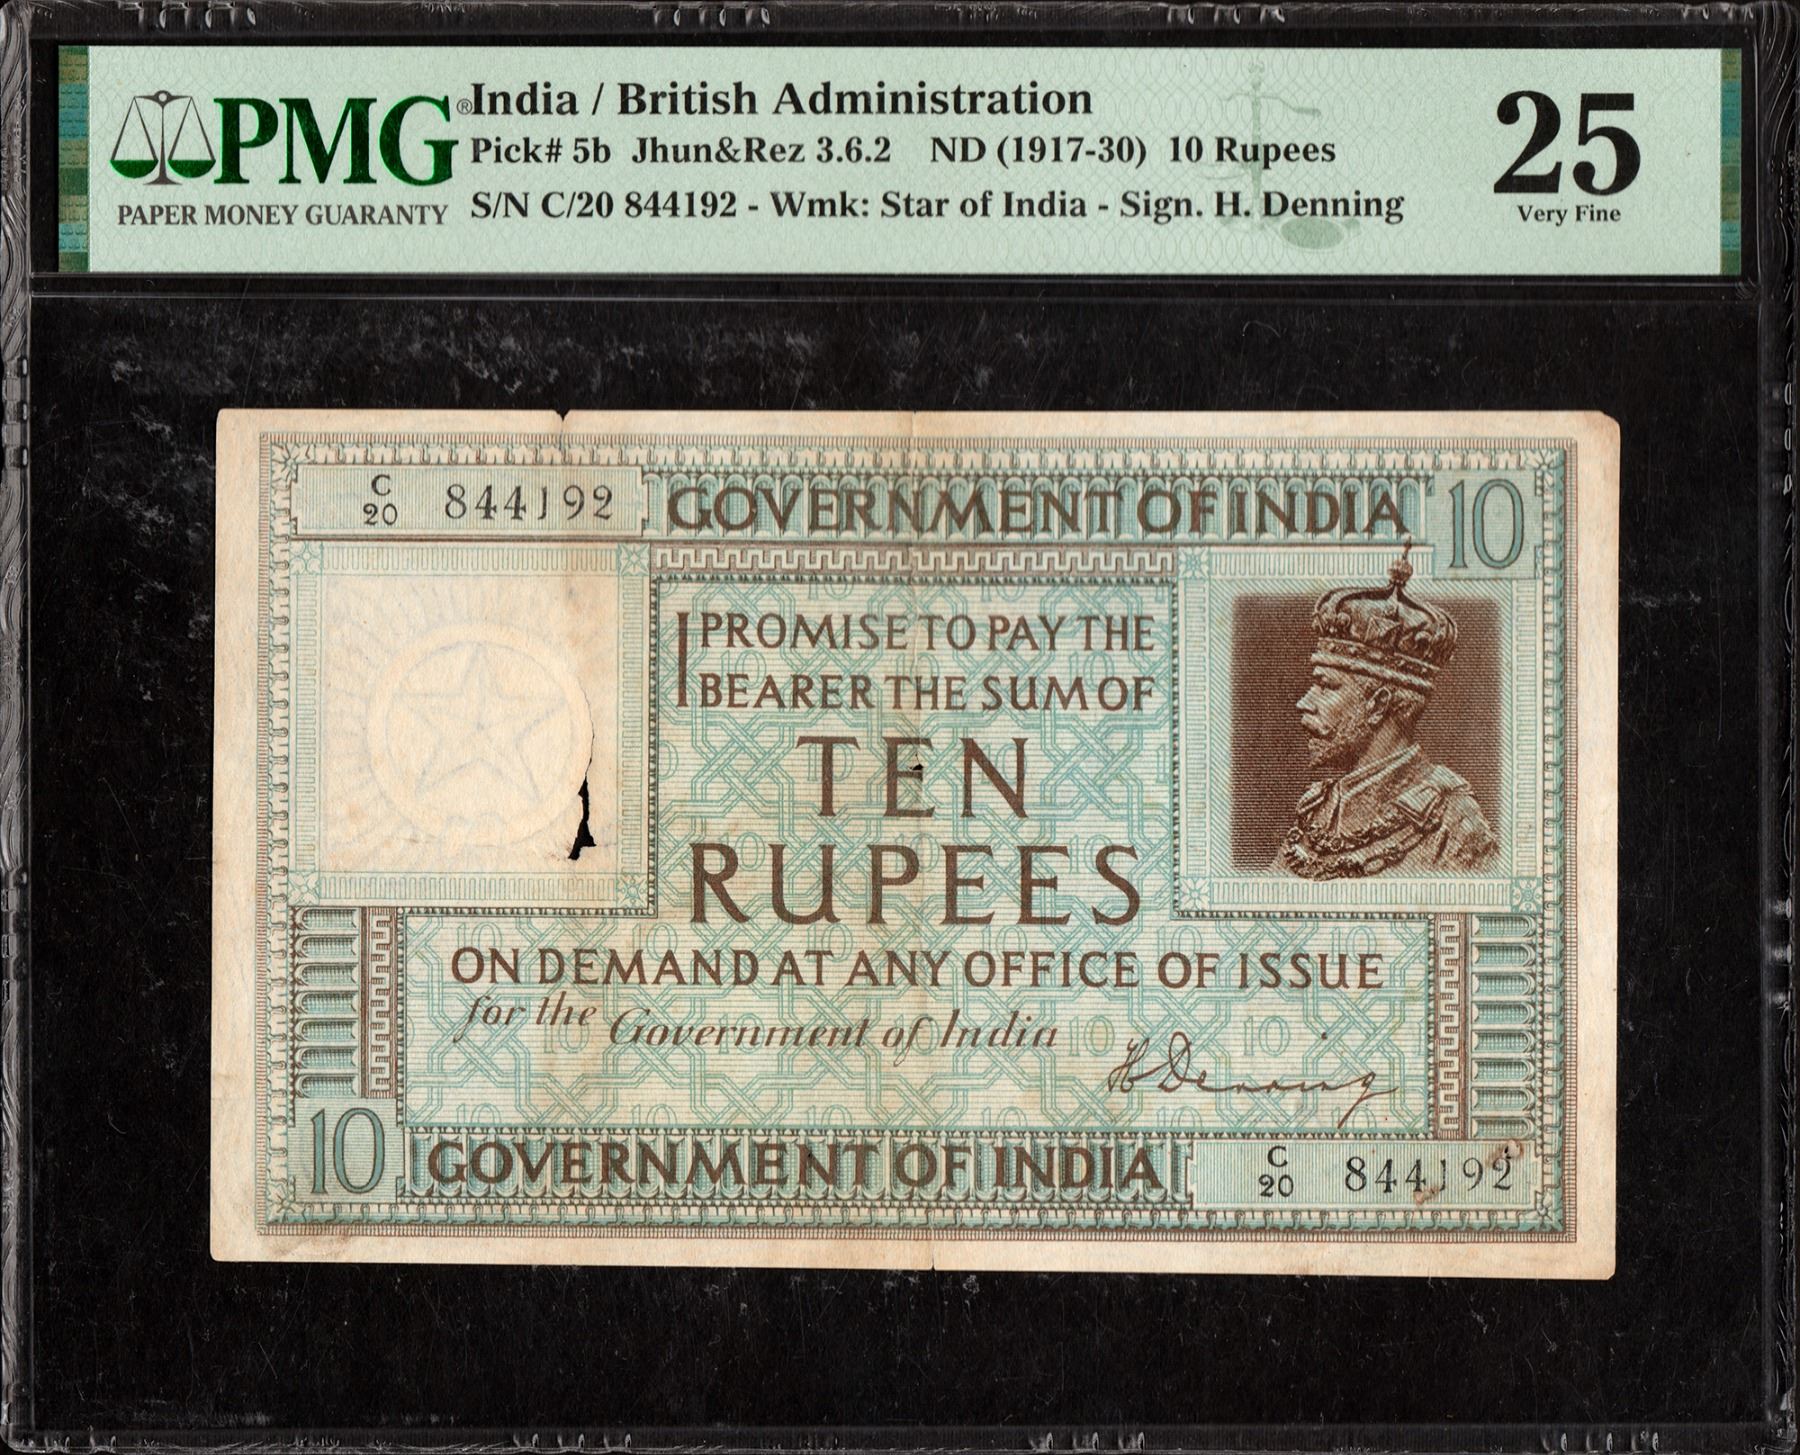 PMG®
PAPER MONEY GUARANTY
India / British Administration
Pick# 5b Jhun&Rez 3.6.2 ND (1917-30) 10 Rupees
S/N C/20 844192 - Wmk: Star of India - Sign. H. Denning
25
Very Fine
C
20 844192
GOVERNMENT OF INDIA
10
I PROMISE TO PAY THE
BEARER THE SUM OF
TEN
RUPEES
ON DEMAND AT ANY OFFICE OF ISSUE
for the Government of India
H Denning
10
GOVERNMENT OF INDIA
C
20 844192